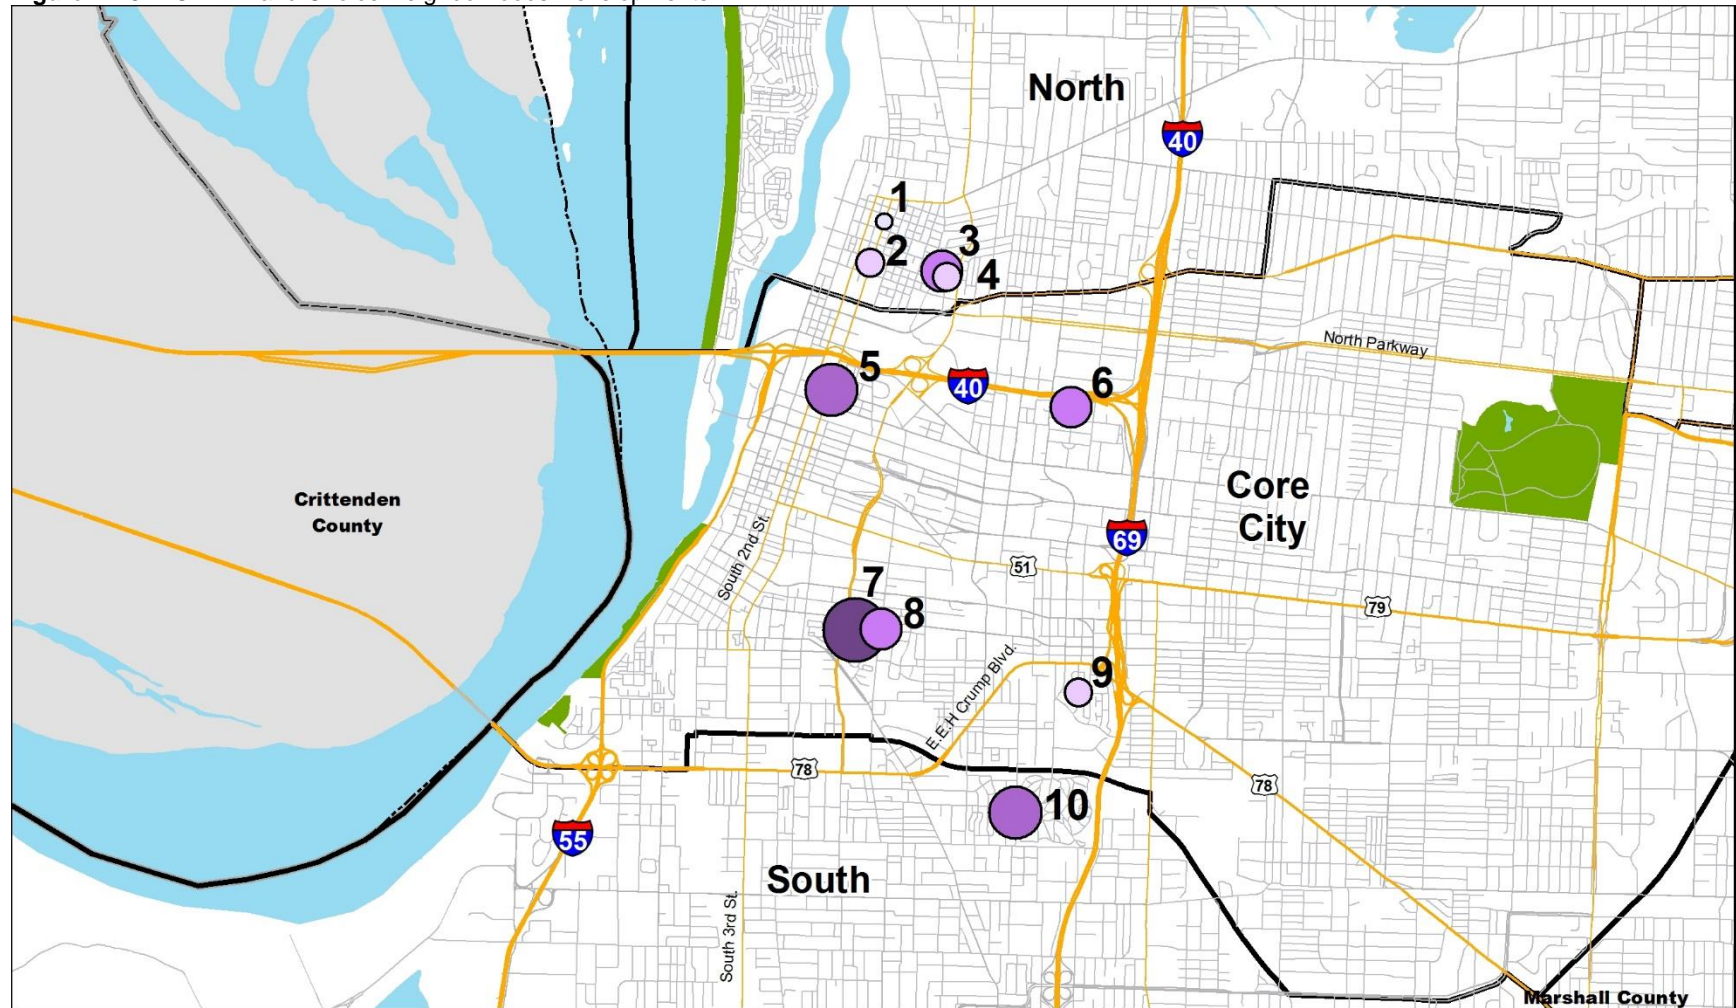 North
40
1
2
3
4
North Parkway
5
40
6
Core
City
Crittenden
County
South 2nd St.
69
51
7
8
79
E.E.H Crump Blvd.
9
78
78
10
55
South
South 3rd St.
Marshall County